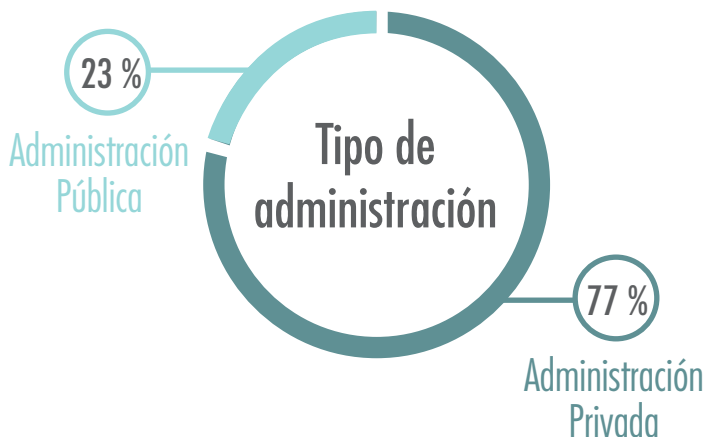 23 %
Administración
Pública
Tipo de
administración
77 %
Administración
Privada